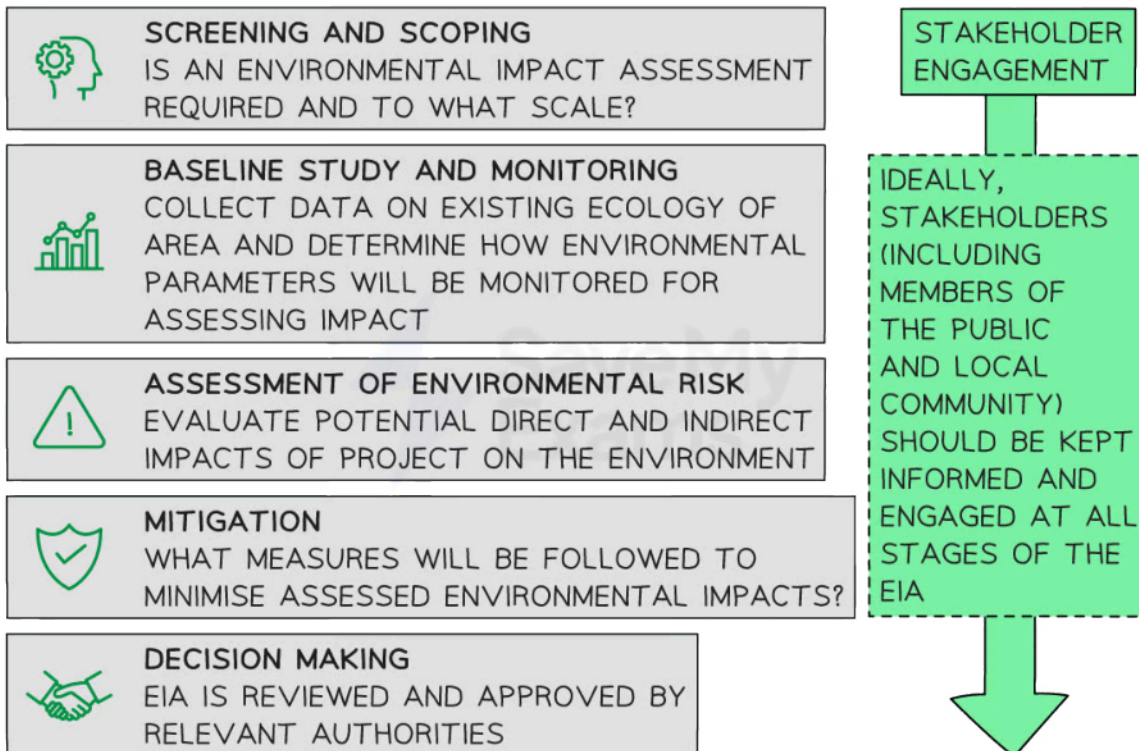 SCREENING AND SCOPING
IS AN ENVIRONMENTAL IMPACT ASSESSMENT
REQUIRED AND TO WHAT SCALE?
BASELINE STUDY AND MONITORING
COLLECT DATA ON EXISTING ECOLOGY OF
AREA AND DETERMINE HOW ENVIRONMENTAL
PARAMETERS WILL BE MONITORED FOR
ASSESSING IMPACT
ASSESSMENT OF ENVIRONMENTAL RISK
EVALUATE POTENTIAL DIRECT AND INDIRECT
IMPACTS OF PROJECT ON THE ENVIRONMENT
MITIGATION
WHAT MEASURES WILL BE FOLLOWED TO
MINIMISE ASSESSED ENVIRONMENTAL IMPACTS?
DECISION MAKING
EIA IS REVIEWED AND APPROVED BY
RELEVANT AUTHORITIES
STAKEHOLDER
ENGAGEMENT
IDEALLY,
STAKEHOLDERS
(INCLUDING
MEMBERS OF
THE PUBLIC
AND LOCAL
COMMUNITY)
SHOULD BE KEPT
INFORMED AND
ENGAGED AT ALL
STAGES OF THE
EIA
SaveMy
Exams